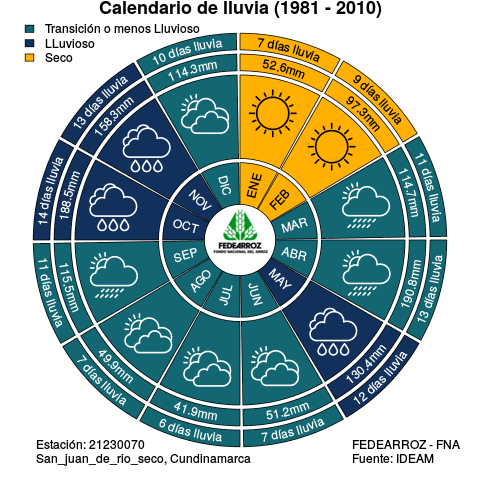 Calendario de lluvia (1981 - 2010)
Transición o menos Lluvioso
LLuvioso
Seco
7 días lluvia
52.6mm
ENE
9 días lluvia
97.3mm
FEB
11 días lluvia
114.7mm
MAR
13 días lluvia
190.8mm
ABR
12 días lluvia
130.4mm
MAY
7 días lluvia
51.2mm
JUN
6 días lluvia
41.9mm
JUL
7 días lluvia
49.9mm
AGO
11 días lluvia
115.5mm
SEP
14 días lluvia
188.5mm
OCT
13 días lluvia
158.3mm
NOV
10 días lluvia
114.3mm
DIC
FEDEARROZ
FONDO NACIONAL DEL ARROZ
Estación: 21230070
San_juan_de_rio_seco, Cundinamarca
FEDEARROZ - FNA
Fuente: IDEAM